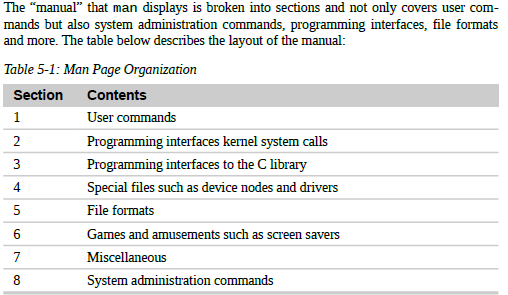 The “manual” that man displays is broken into sections and not only covers user com-
mands but also system administration commands, programming interfaces, file formats
and more. The table below describes the layout of the manual:
Table 5-1: Man Page Organization
Section Contents
1 User commands
2 Programming interfaces kernel system calls
3 Programming interfaces to the C library
4 Special files such as device nodes and drivers
5 File formats
6 Games and amusements such as screen savers
7 Miscellaneous
8 System administration commands